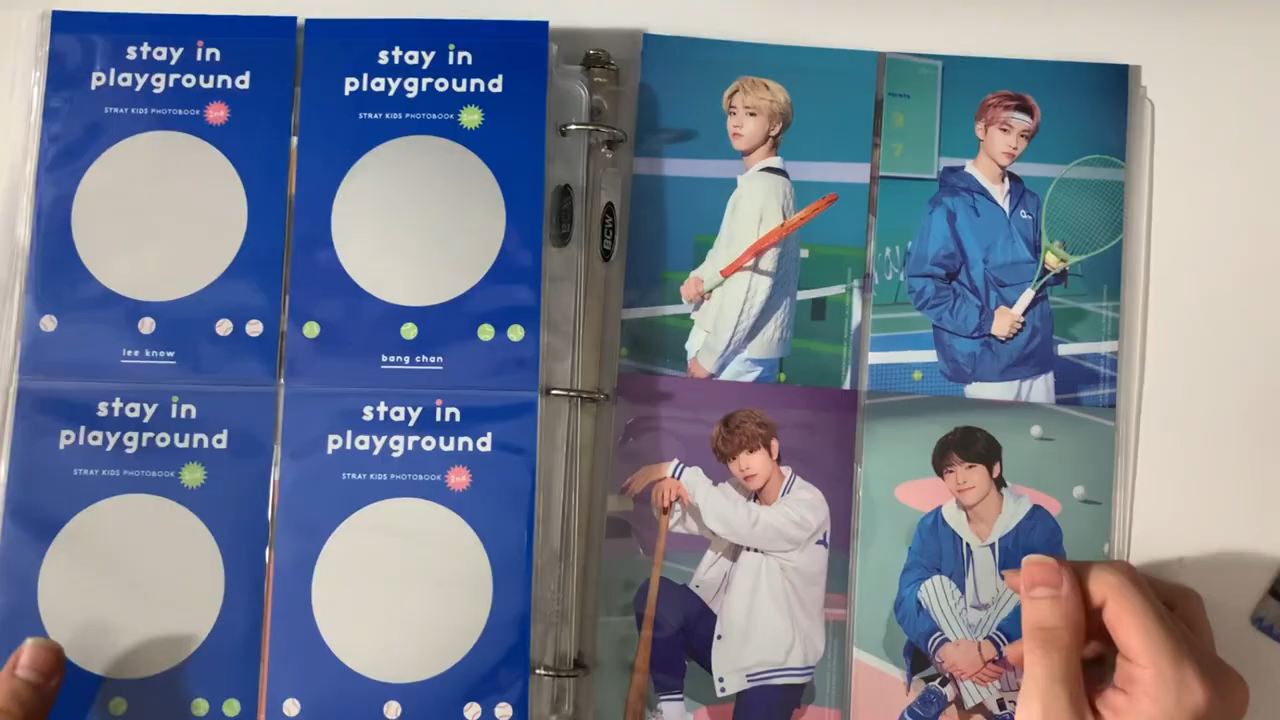 stay in
playground
STRAY KIDS PHOTOBOOK 2nd
lee know
stay in
playground
STRAY KIDS PHOTOBOOK 2nd
bang chan
stay in
playground
STRAY KIDS PHOTOBOOK
stay in
playground
STRAY KIDS PHOTOBOOK 2nd
BCW
BCW